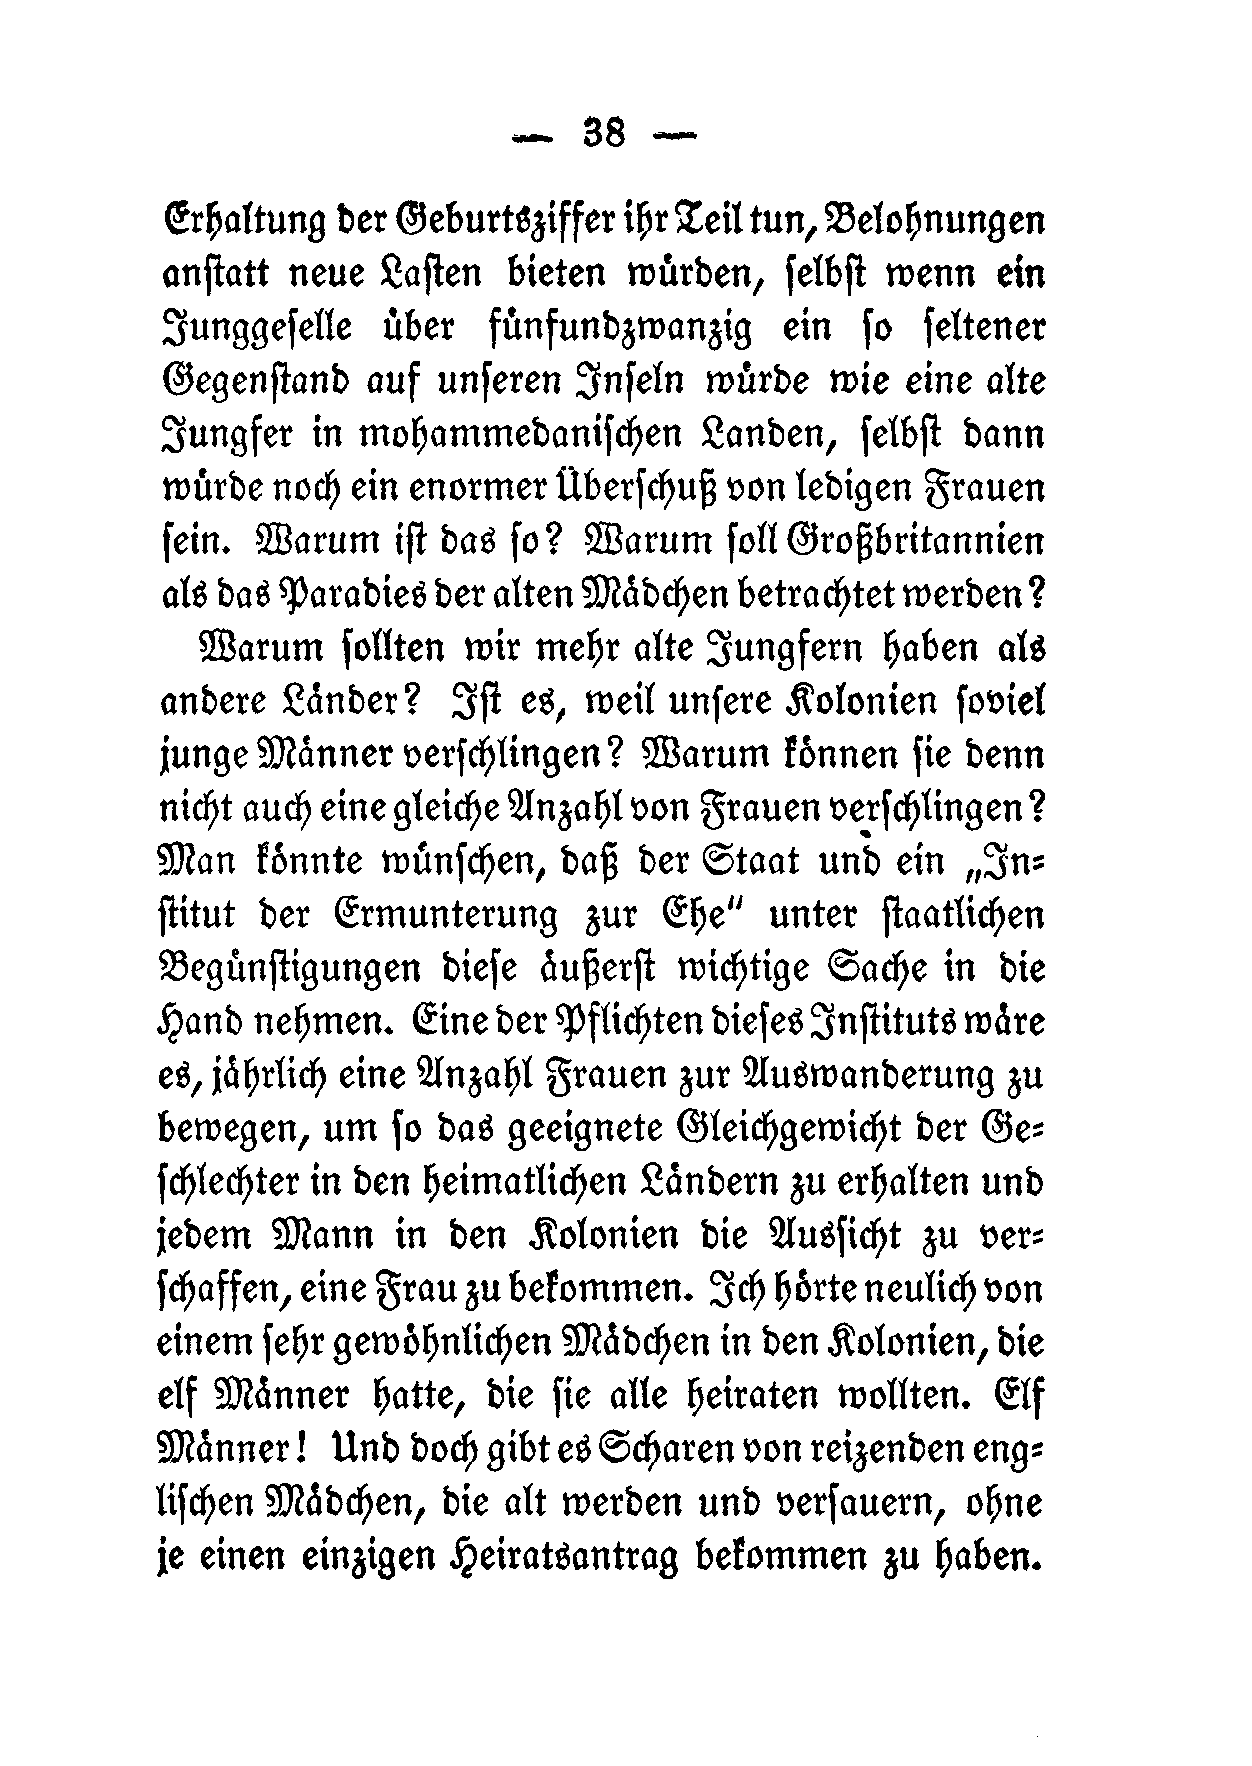 — 38 —
Erhaltung der Geburtsziffer ihr Teil tun, Belohnungen
anstatt neue Lasten bieten würden, selbst wenn ein
Junggeselle über fünfundzwanzig ein so seltener
Gegenstand auf unseren Inseln würde wie eine alte
Jungfer in mohammedanischen Landen, selbst dann
würde noch ein enormer Überschuß von ledigen Frauen
sein. Warum ist das so? Warum soll Großbritannien
als das Paradies der alten Mädchen betrachtet werden?
Warum sollten wir mehr alte Jungfern haben als
andere Länder? Ist es, weil unsere Kolonien soviel
junge Männer verschlingen? Warum können sie denn
nicht auch eine gleiche Anzahl von Frauen verschlingen?
Man könnte wünschen, daß der Staat und ein „In=
stitut der Ermunterung zur Ehe" unter staatlichen
Begünstigungen diese äußerst wichtige Sache in die
Hand nehmen. Eine der Pflichten dieses Instituts wäre
es, jährlich eine Anzahl Frauen zur Auswanderung zu
bewegen, um so das geeignete Gleichgewicht der Ge=
schlechter in den heimatlichen Ländern zu erhalten und
jedem Mann in den Kolonien die Aussicht zu ver=
schaffen, eine Frau zu bekommen. Ich hörte neulich von
einem sehr gewöhnlichen Mädchen in den Kolonien, die
elf Männer hatte, die sie alle heiraten wollten. Elf
Männer! Und doch gibt es Scharen von reizenden eng=
lischen Mädchen, die alt werden und versauern, ohne
je einen einzigen Heiratsantrag bekommen zu haben.